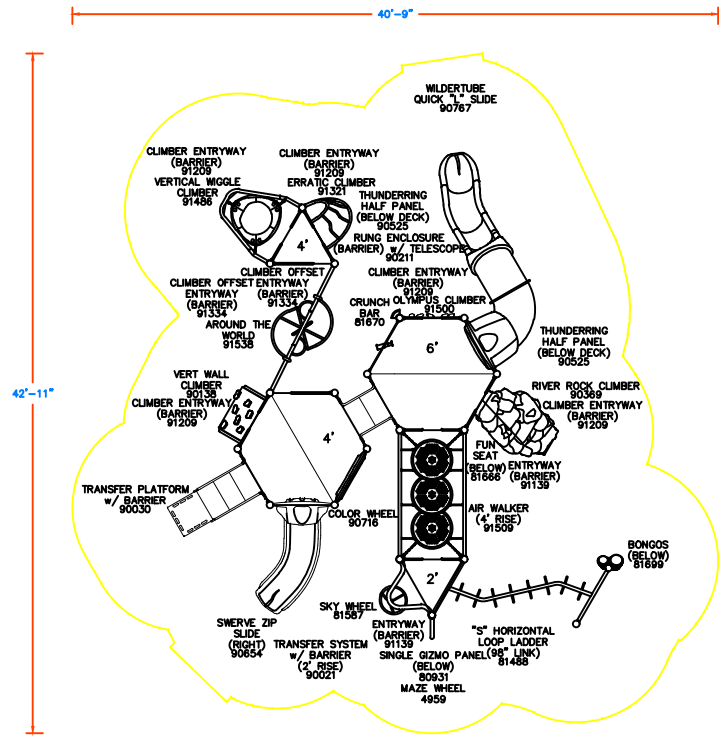 40'-9"
WILDERTUBE
QUICK "L" SLIDE
90767
CLIMBER ENTRYWAY
(BARRIER)
91209
VERTICAL WIGGLE
CLIMBER
91486
CLIMBER ENTRYWAY
(BARRIER)
91209
ERRATIC CLIMBER
91321
THUNDERRING
HALF PANEL
(BELOW DECK)
90525
RUNG ENCLOSURE
(BARRIER) w/ TELESCOPE
90211
4'
CLIMBER OFFSET
ENTRYWAY
(BARRIER)
91334
CLIMBER OFFSET
ENTRYWAY
(BARRIER)
91334
AROUND THE
WORLD
91538
CLIMBER ENTRYWAY
(BARRIER)
91209
OLYMPUS CLIMBER
91500
CRUNCH
BAR
81670
6'
THUNDERRING
HALF PANEL
(BELOW DECK)
90525
42'-11"
VERT WALL
CLIMBER
90138
CLIMBER ENTRYWAY
(BARRIER)
91209
RIVER ROCK CLIMBER
90369
CLIMBER ENTRYWAY
(BARRIER)
91209
4'
FUN
SEAT
(BELOW)
81666
ENTRYWAY
(BARRIER)
91139
TRANSFER PLATFORM
w/ BARRIER
90030
COLOR WHEEL
90716
AIR WALKER
(4' RISE)
91509
BONGOS
(BELOW)
81699
2'
SKY WHEEL
81587
SWERVE ZIP
SLIDE
(RIGHT)
90654
TRANSFER SYSTEM
w/ BARRIER
(2' RISE)
90021
ENTRYWAY
(BARRIER)
91139
SINGLE GIZMO PANEL
(BELOW)
80931
MAZE WHEEL
4959
"S" HORIZONTAL
LOOP LADDER
(98" LINK)
81488